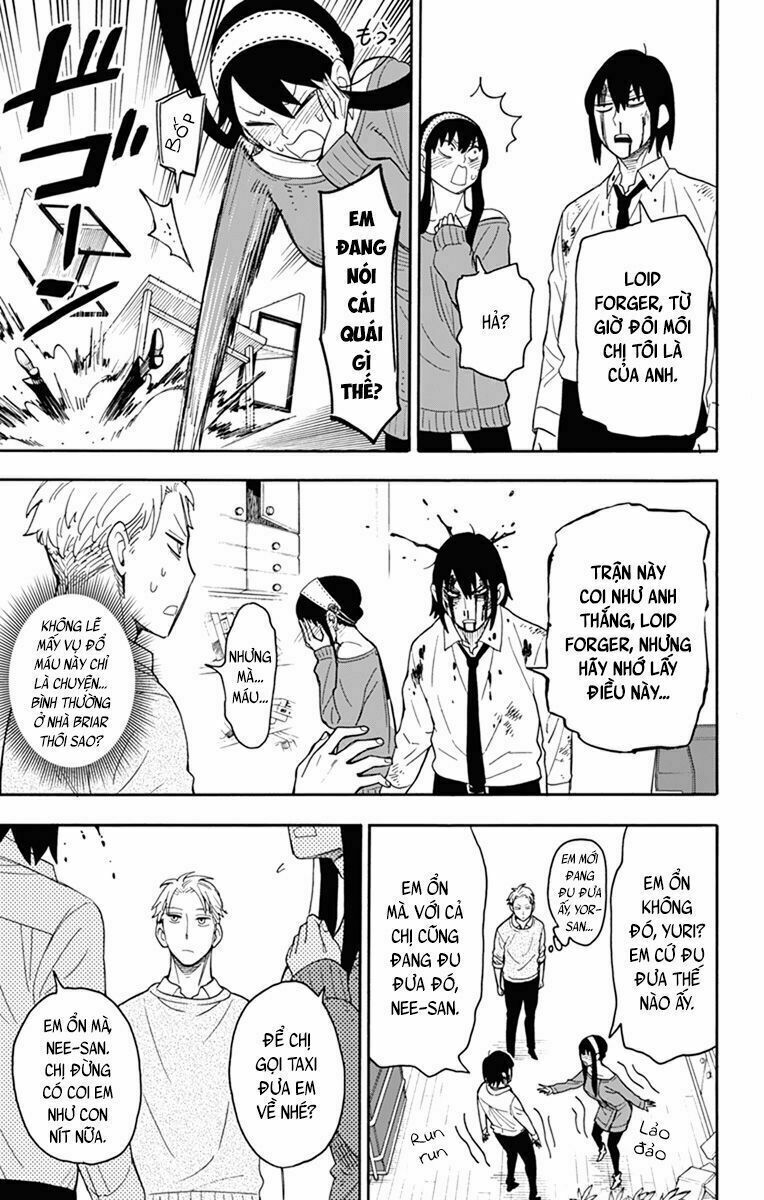 LOID
FORGER, TỪ
GIỜ ĐÔI MÔI
CHỊ TÔI LÀ
CỦA ANH.
HẢ?
もうっ
BỐP
ドゴォ
EM
ĐANG
NÓI
CÁI
QUÁI
GÌ
THẾ?
TRẬN NÀY
COI NHƯ ANH
THẮNG, LOID
FORGER, NHƯNG
HÃY NHỚ LẤY
ĐIỀU NÀY...
NHƯNG
MÀ...
MÁU...
KHÔNG LẼ
MẤY VỤ ĐỔ
MÁU NÀY CHỈ
LÀ CHUYỆN...
BÌNH THƯỜNG
Ở NHÀ BRIAR
THÔI SAO?
EM ỔN
KHÔNG
ĐÓ, YURI?
EM CỨ ĐU
ĐƯA THẾ
NÀO ẤY.
EM MỚI
ĐANG
ĐU ĐƯA
ẤY, YOR-
SAN...
EM ỔN
MÀ. VỚI CẢ
CHỊ CŨNG
ĐANG ĐU
ĐƯA ĐÓ,
NEE-SAN.
Lảo
đảo
Run
run
ĐỂ CHỊ
GỌI TAXI
ĐƯA EM
VỀ NHÉ?
EM ỔN MÀ,
NEE-SAN.
CHỊ ĐỪNG
CÓ COI EM
NHƯ CON
NÍT NỮA.